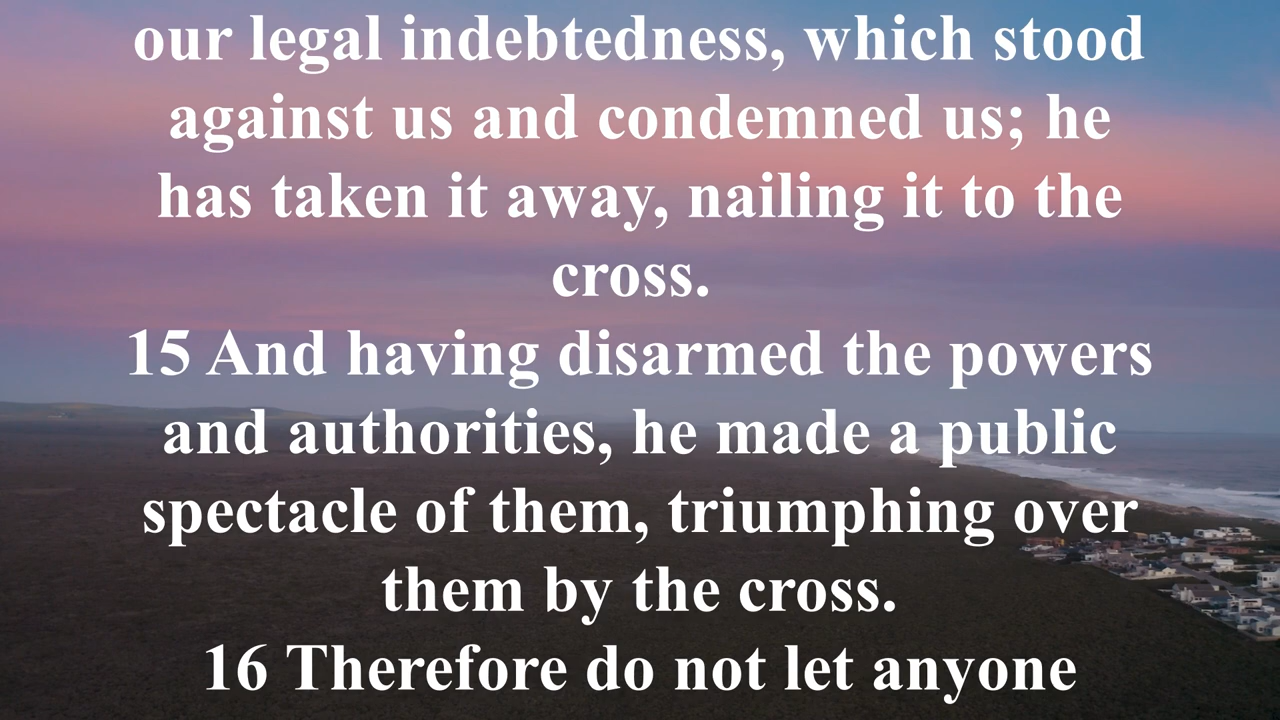 our legal indebtedness, which stood
against us and condemned us; he
has taken it away, nailing it to the
cross.
15 And having disarmed the powers
and authorities, he made a public
spectacle of them, triumphing over
them by the cross.
16 Therefore do not let anyone